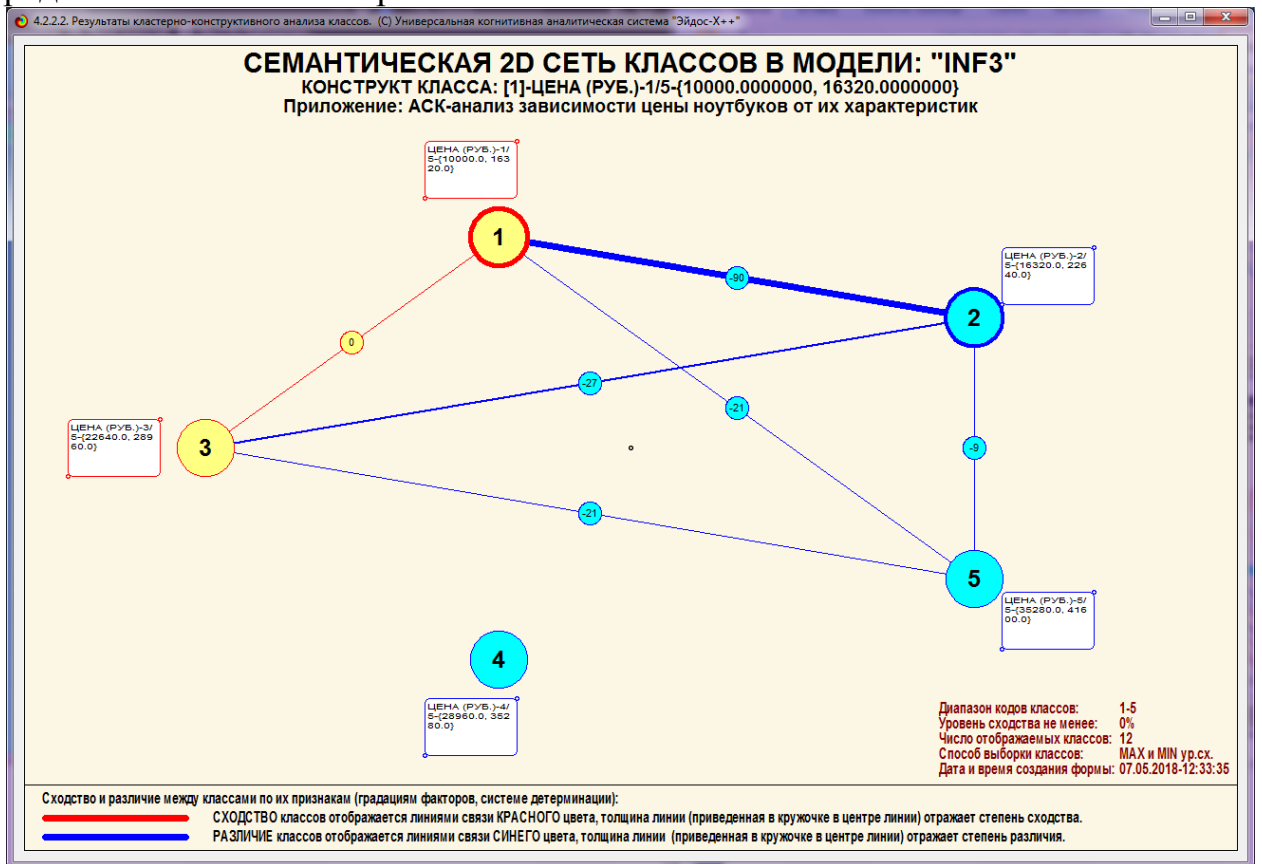 4.2.2.2. Результаты кластерно-конструктивного анализа классов. (C) Универсальная когнитивная аналитическая система "Эйдос-X++"
СЕМАНТИЧЕСКАЯ 2D СЕТЬ КЛАССОВ В МОДЕЛИ: "INF3"
КОНСТРУКТ КЛАССА: [1]-ЦЕНА (РУБ.)-1/5-{10000.0000000, 16320.0000000}
Приложение: АСК-анализ зависимости цены ноутбуков от их характеристик
ЦЕНА (РУБ.)-1/
5-{10000.0, 163
20.0}
1
ЦЕНА (РУБ.)-2/
5-{16320.0, 226
40.0}
-90
2
0
-27
-21
ЦЕНА (РУБ.)-3/
5-{22640.0, 289
60.0}
3
-9
-21
5
ЦЕНА (РУБ.)-5/
5-{35280.0, 416
00.0}
4
ЦЕНА (РУБ.)-4/
5-{28960.0, 352
80.0}
Диапазон кодов классов: 1-5
Уровень сходства не менее: 0%
Число отображаемых классов: 12
Способ выборки классов: MAX и MIN ур.сх.
Дата и время создания формы: 07.05.2018-12:33:35
Сходство и различие между классами по их признакам (градациям факторов, системе детерминации):
СХОДСТВО классов отображается линиями связи КРАСНОГО цвета, толщина линии (приведенная в кружочке в центре линии) отражает степень сходства.
РАЗЛИЧИЕ классов отображается линиями связи СИНЕГО цвета, толщина линии (приведенная в кружочке в центре линии) отражает степень различия.